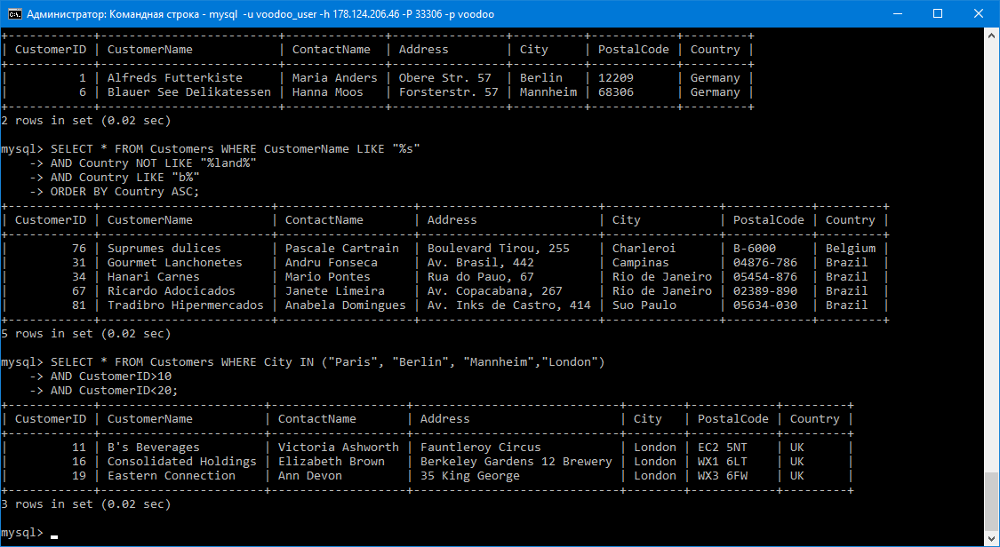 Администратор: Командная строка - mysql -u voodoo_user -h 178.124.206.46 -P 33306 -p voodoo
+------------+-------------------------+--------------+----------------+----------+------------+---------+
| CustomerID | CustomerName            | ContactName  | Address        | City     | PostalCode | Country |
+------------+-------------------------+--------------+----------------+----------+------------+---------+
|          1 | Alfreds Futterkiste     | Maria Anders | Obere Str. 57  | Berlin   | 12209      | Germany |
|          6 | Blauer See Delikatessen | Hanna Moos   | Forsterstr. 57 | Mannheim | 68306      | Germany |
+------------+-------------------------+--------------+----------------+----------+------------+---------+
2 rows in set (0.02 sec)
mysql> SELECT * FROM Customers WHERE CustomerName LIKE "%s"
    -> AND Country NOT LIKE "%land%"
    -> AND Country LIKE "b%"
    -> ORDER BY Country ASC;
+------------+------------------------+-------------------+-------------------------+----------------+------------+---------+
| CustomerID | CustomerName           | ContactName       | Address                 | City           | PostalCode | Country |
+------------+------------------------+-------------------+-------------------------+----------------+------------+---------+
|         76 | Suprumes dulices       | Pascale Cartrain  | Boulevard Tirou, 255    | Charleroi      | B-6000     | Belgium |
|         31 | Gourmet Lanchonetes    | Andru Fonseca     | Av. Brasil, 442         | Campinas       | 04876-786  | Brazil  |
|         34 | Hanari Carnes          | Mario Pontes      | Rua do Pauo, 67         | Rio de Janeiro | 05454-876  | Brazil  |
|         67 | Ricardo Adocicados     | Janete Limeira    | Av. Copacabana, 267     | Rio de Janeiro | 02389-890  | Brazil  |
|         81 | Tradibro Hipermercados | Anabela Domingues | Av. Inks de Castro, 414 | Suo Paulo      | 05634-030  | Brazil  |
+------------+------------------------+-------------------+-------------------------+----------------+------------+---------+
5 rows in set (0.02 sec)
mysql> SELECT * FROM Customers WHERE City IN ("Paris", "Berlin", "Mannheim","London")
    -> AND CustomerID>10
    -> AND CustomerID<20;
+------------+-----------------------+-------------------+-----------------------------+--------+------------+---------+
| CustomerID | CustomerName          | ContactName       | Address                     | City   | PostalCode | Country |
+------------+-----------------------+-------------------+-----------------------------+--------+------------+---------+
|         11 | B's Beverages         | Victoria Ashworth | Fauntleroy Circus           | London | EC2 5NT    | UK      |
|         16 | Consolidated Holdings | Elizabeth Brown   | Berkeley Gardens 12 Brewery | London | WX1 6LT    | UK      |
|         19 | Eastern Connection    | Ann Devon         | 35 King George              | London | WX3 6FW    | UK      |
+------------+-----------------------+-------------------+-----------------------------+--------+------------+---------+
3 rows in set (0.02 sec)
mysql>